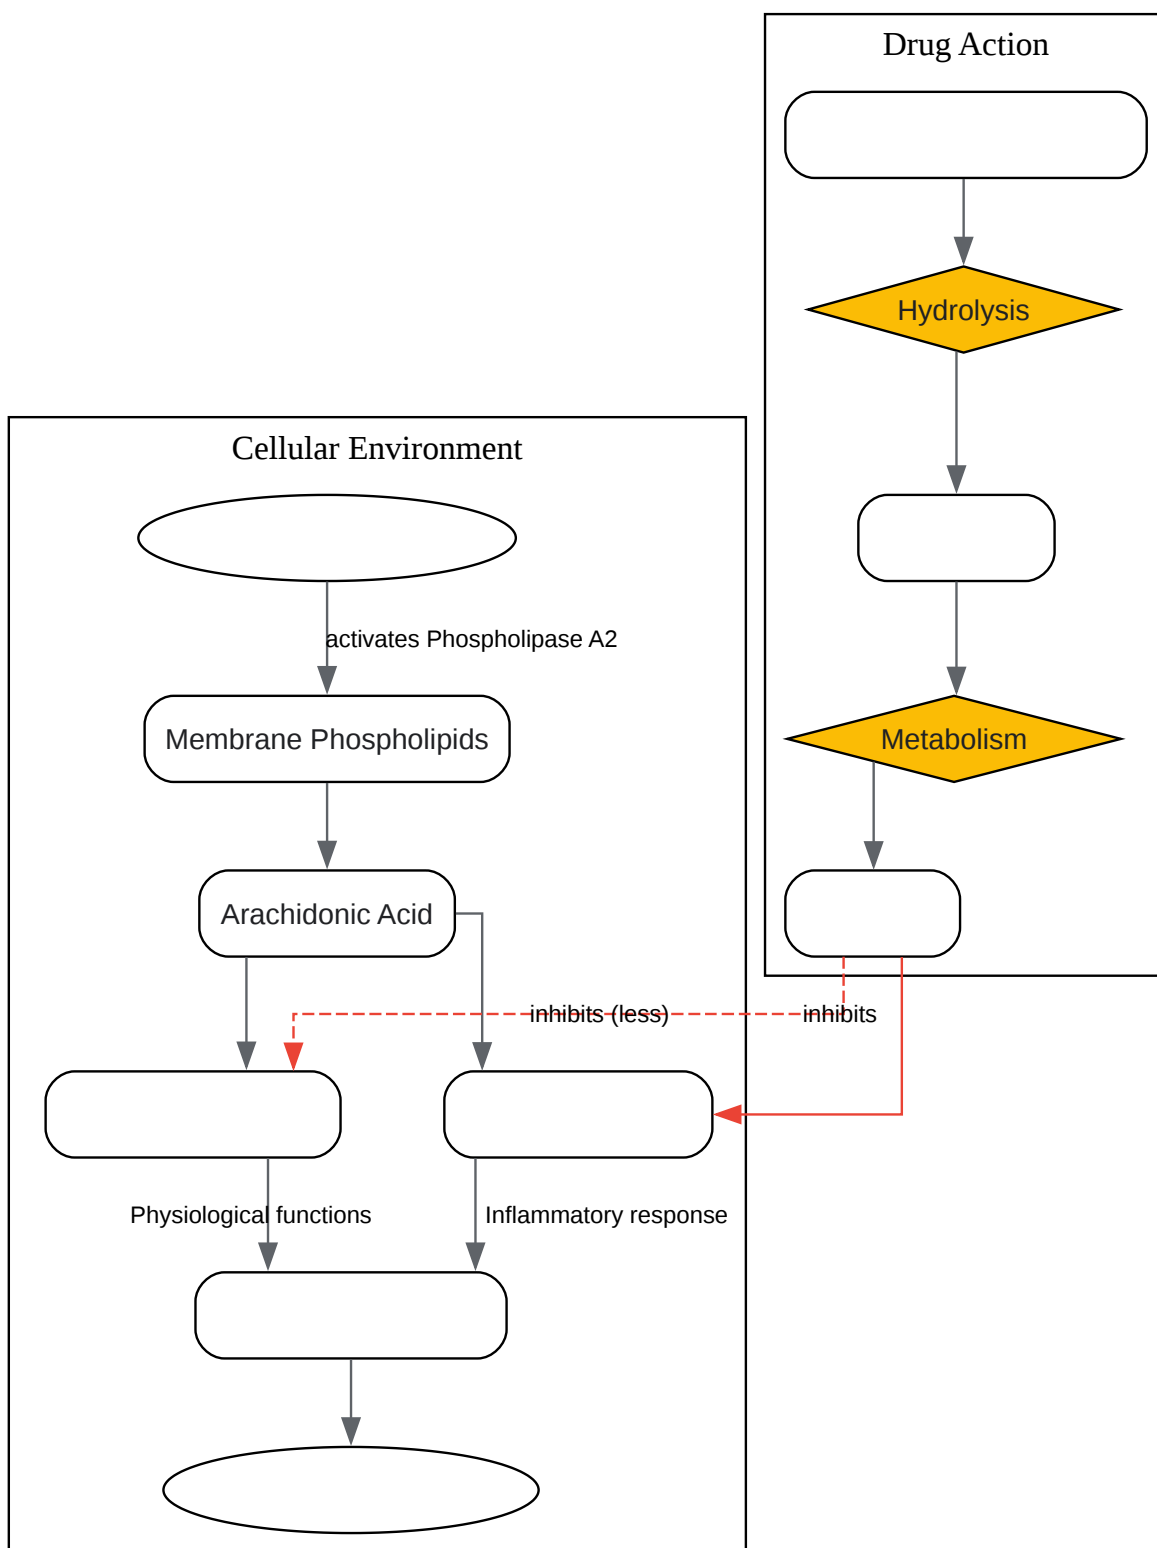 Drug Action
Hydrolysis
Cellular Environment
activates Phospholipase A2
Membrane Phospholipids
Metabolism
Arachidonic Acid
inhibits (less)
inhibits
Physiological functions
Inflammatory response